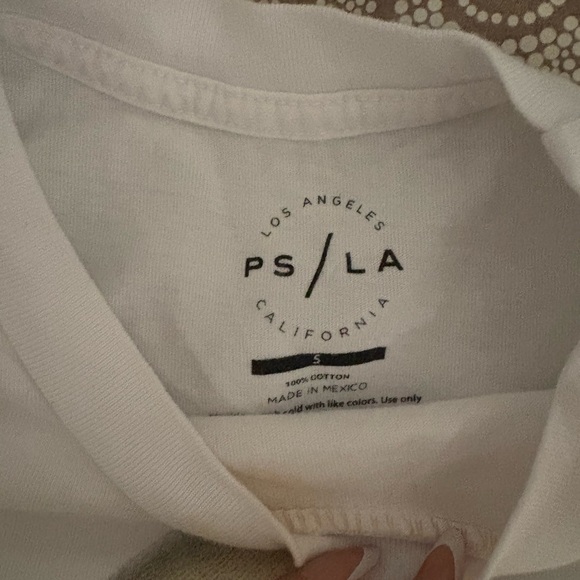 LOS ANGELES
PS/LA
CALIFORNIA
S
100% COTTON
MADE IN MEXICO
cold with like colors. Use only